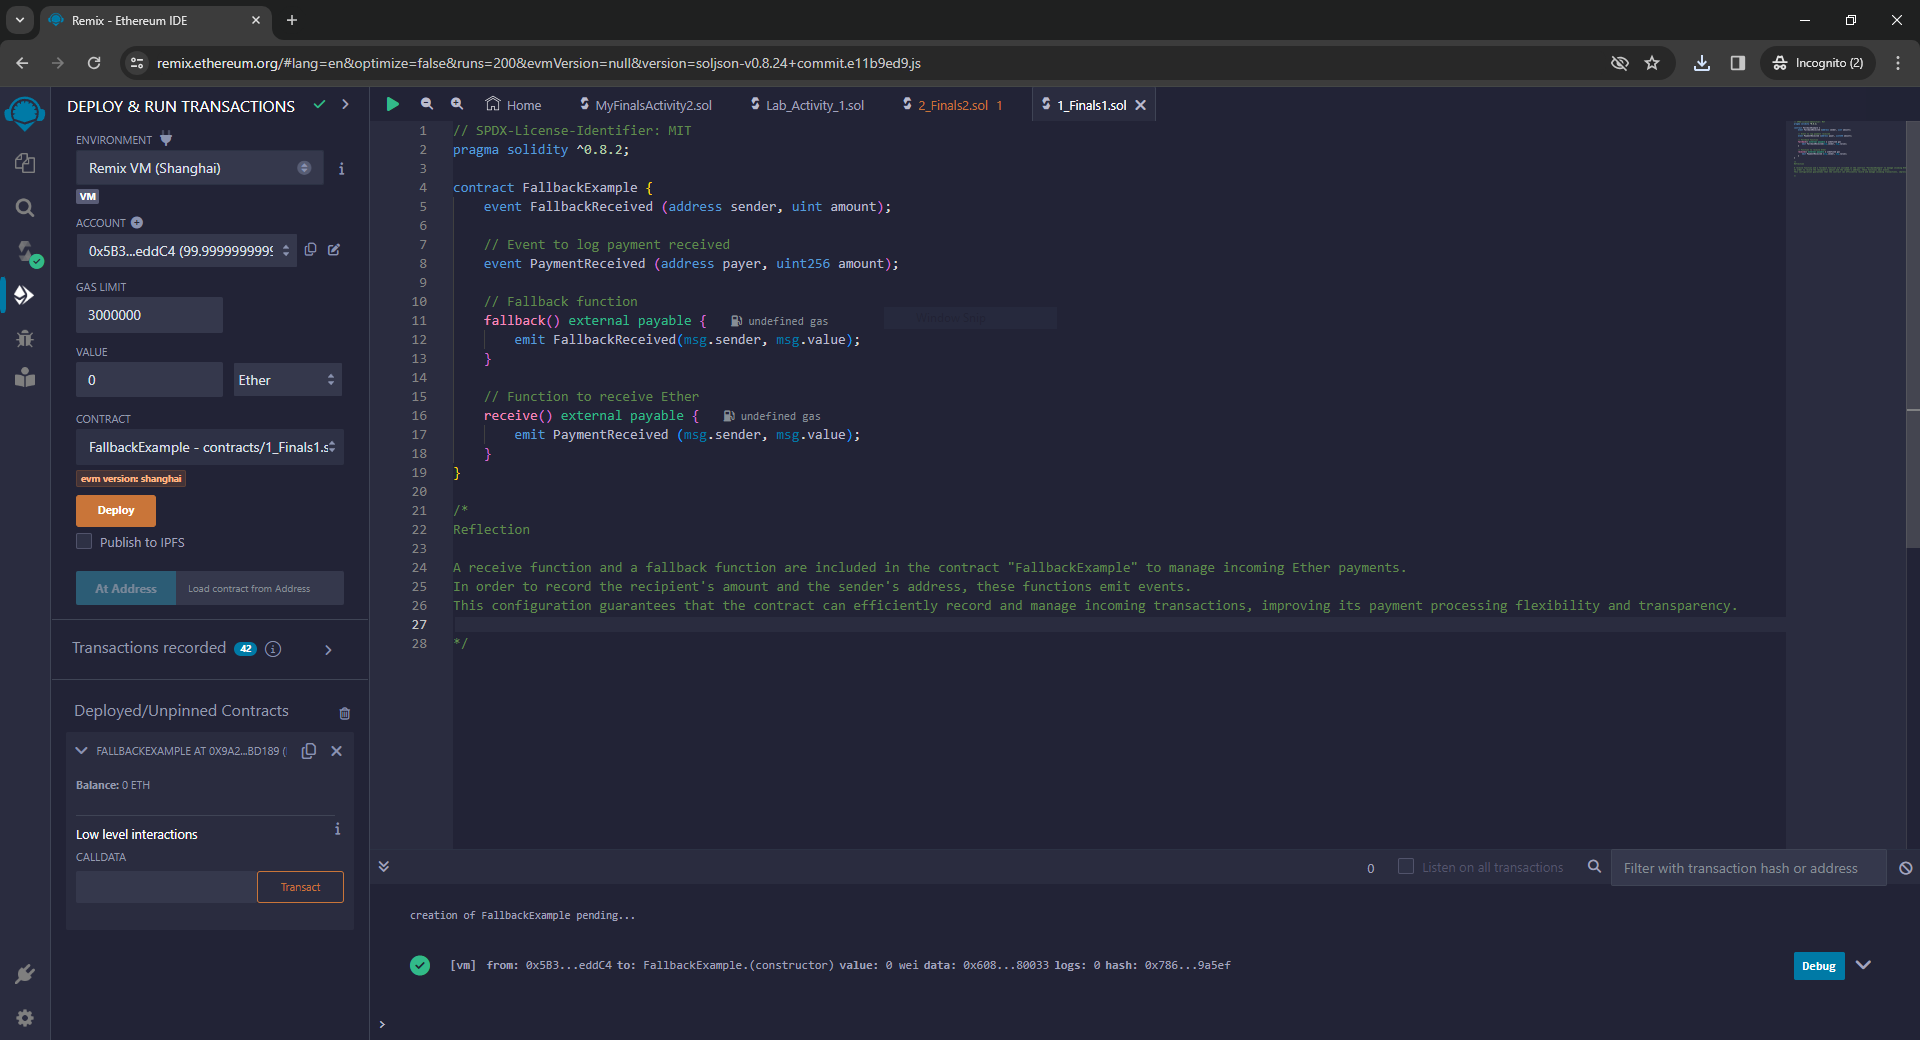 Remix - Ethereum IDE
remix.ethereum.org/#lang=en&optimize=false&runs=200&evmVersion=null&version=soljson-v0.8.24+commit.e11b9ed9.js
Incognito (2)
DEPLOY & RUN TRANSACTIONS
ENVIRONMENT
Remix VM (Shanghai)
VM
ACCOUNT
0x5B3...eddC4 (99.9999999999
GAS LIMIT
3000000
VALUE
0
Ether
CONTRACT
FallbackExample - contracts/1_Finals1.s
evm version: shanghai
Deploy
Publish to IPFS
At Address
Load contract from Address
Transactions recorded 42
Deployed/Unpinned Contracts
FALLBACKEXAMPLE AT 0X9A2...BD189 (
Balance: 0 ETH
Low level interactions
CALLDATA
Transact
Home
MyFinalsActivity2.sol
Lab_Activity_1.sol
2_Finals2.sol 1
1_Finals1.sol
1 // SPDX-License-Identifier: MIT
2 pragma solidity ^0.8.2;
3
4 contract FallbackExample {
5 event FallbackReceived (address sender, uint amount);
6
7 // Event to log payment received
8 event PaymentReceived (address payer, uint256 amount);
9
10 // Fallback function
11 fallback() external payable { undefined gas
12 emit FallbackReceived(msg.sender, msg.value);
13 }
14
15 // Function to receive Ether
16 receive() external payable { undefined gas
17 emit PaymentReceived (msg.sender, msg.value);
18 }
19 }
20
21 /*
22 Reflection
23
24 A receive function and a fallback function are included in the contract "FallbackExample" to manage incoming Ether payments.
25 In order to record the recipient's amount and the sender's address, these functions emit events.
26 This configuration guarantees that the contract can efficiently record and manage incoming transactions, improving its payment processing flexibility and transparency.
27
28 */
0
Listen on all transactions
Filter with transaction hash or address
creation of FallbackExample pending...
[vm] from: 0x5B3...eddC4 to: FallbackExample.(constructor) value: 0 wei data: 0x608...80033 logs: 0 hash: 0x786...9a5ef
Debug
>